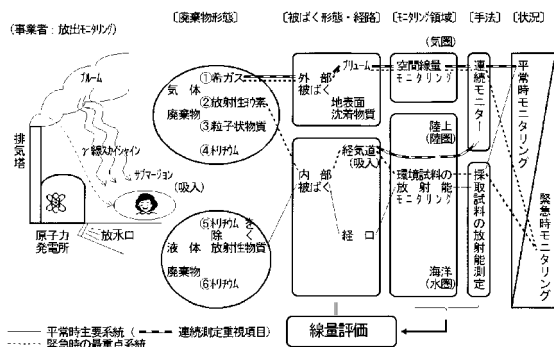 (事業者：放出モニタリング)
〔廃棄物形態〕
〔被ばく形態・経路〕
〔モニタリング領域〕
〔手法〕
〔状況〕
プルーム
排気塔
γ線スカイシャイン
サブマージョン
(吸入)
原子力発電所
放水口
気体廃棄物
①希ガス
②放射性ヨウ素
③粒子状物質
④トリチウム
液体廃棄物
⑤トリチウムを除く放射性物質
⑥トリチウム
外部被ばく
プリューム
地表面沈着物質
内部被ばく
経気道(吸入)
経口
(気圏)
空間線量モニタリング
陸上(陸圏)
環境試料の放射能モニタリング
海洋(水圏)
連続モニター
採取試料の放射能測定
平常時モニタリング
緊急時モニタリング
線量評価
平常時主要系統
連続測定重視項目
緊急時の最重点系統